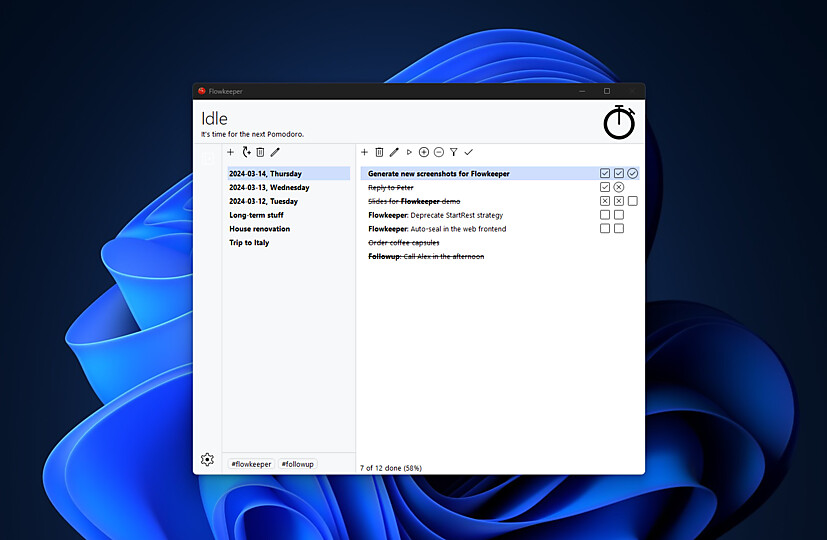 Flowkeeper
Idle
It's time for the next Pomodoro.
2024-03-14, Thursday
2024-03-13, Wednesday
2024-03-12, Tuesday
Long-term stuff
House renovation
Trip to Italy
#flowkeeper #followup
Generate new screenshots for Flowkeeper
Reply to Peter
Slides for Flowkeeper demo
Flowkeeper: Deprecate StartRest strategy
Flowkeeper: Auto-seal in the web frontend
Order coffee capsules
Followup: Call Alex in the afternoon
7 of 12 done (58%)